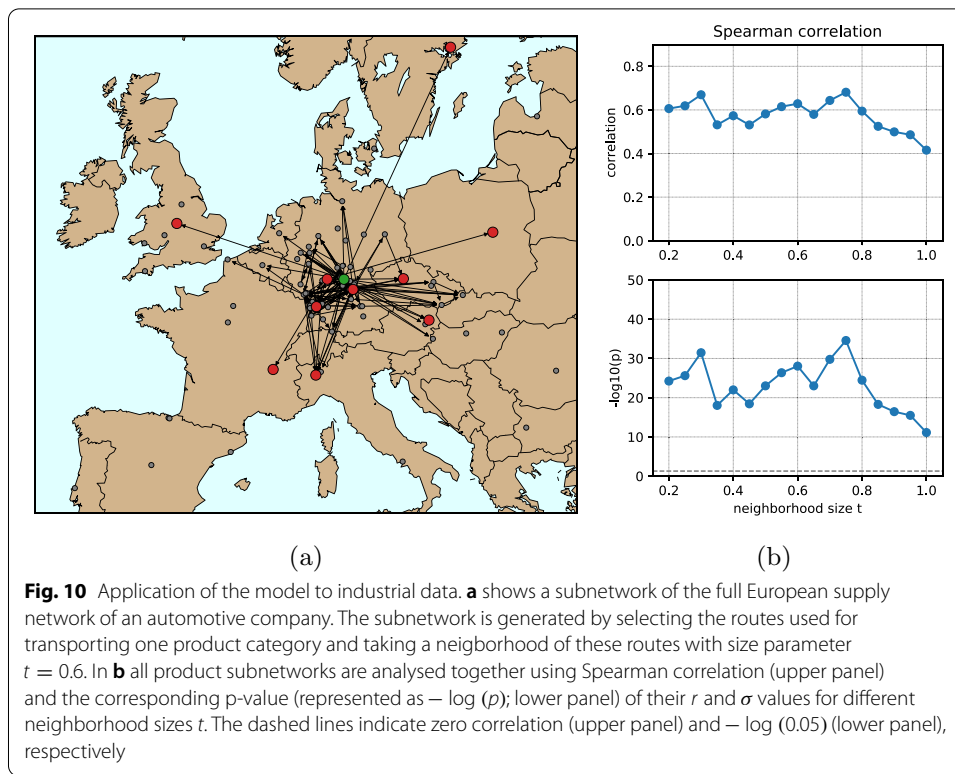 Spearman correlation
0.8
0.6
0.4
0.2
0.0
correlation
0.2 0.4 0.6 0.8 1.0
50
40
30
20
10
0
-log10(p)
0.2 0.4 0.6 0.8 1.0
neighborhood size t
(a) (b)
Fig. 10 Application of the model to industrial data. a shows a subnetwork of the full European supply
network of an automotive company. The subnetwork is generated by selecting the routes used for
transporting one product category and taking a neigborhood of these routes with size parameter
t = 0.6. In b all product subnetworks are analysed together using Spearman correlation (upper panel)
and the corresponding p-value (represented as − log (p); lower panel) of their r and σ values for different
neighborhood sizes t. The dashed lines indicate zero correlation (upper panel) and − log (0.05) (lower panel),
respectively